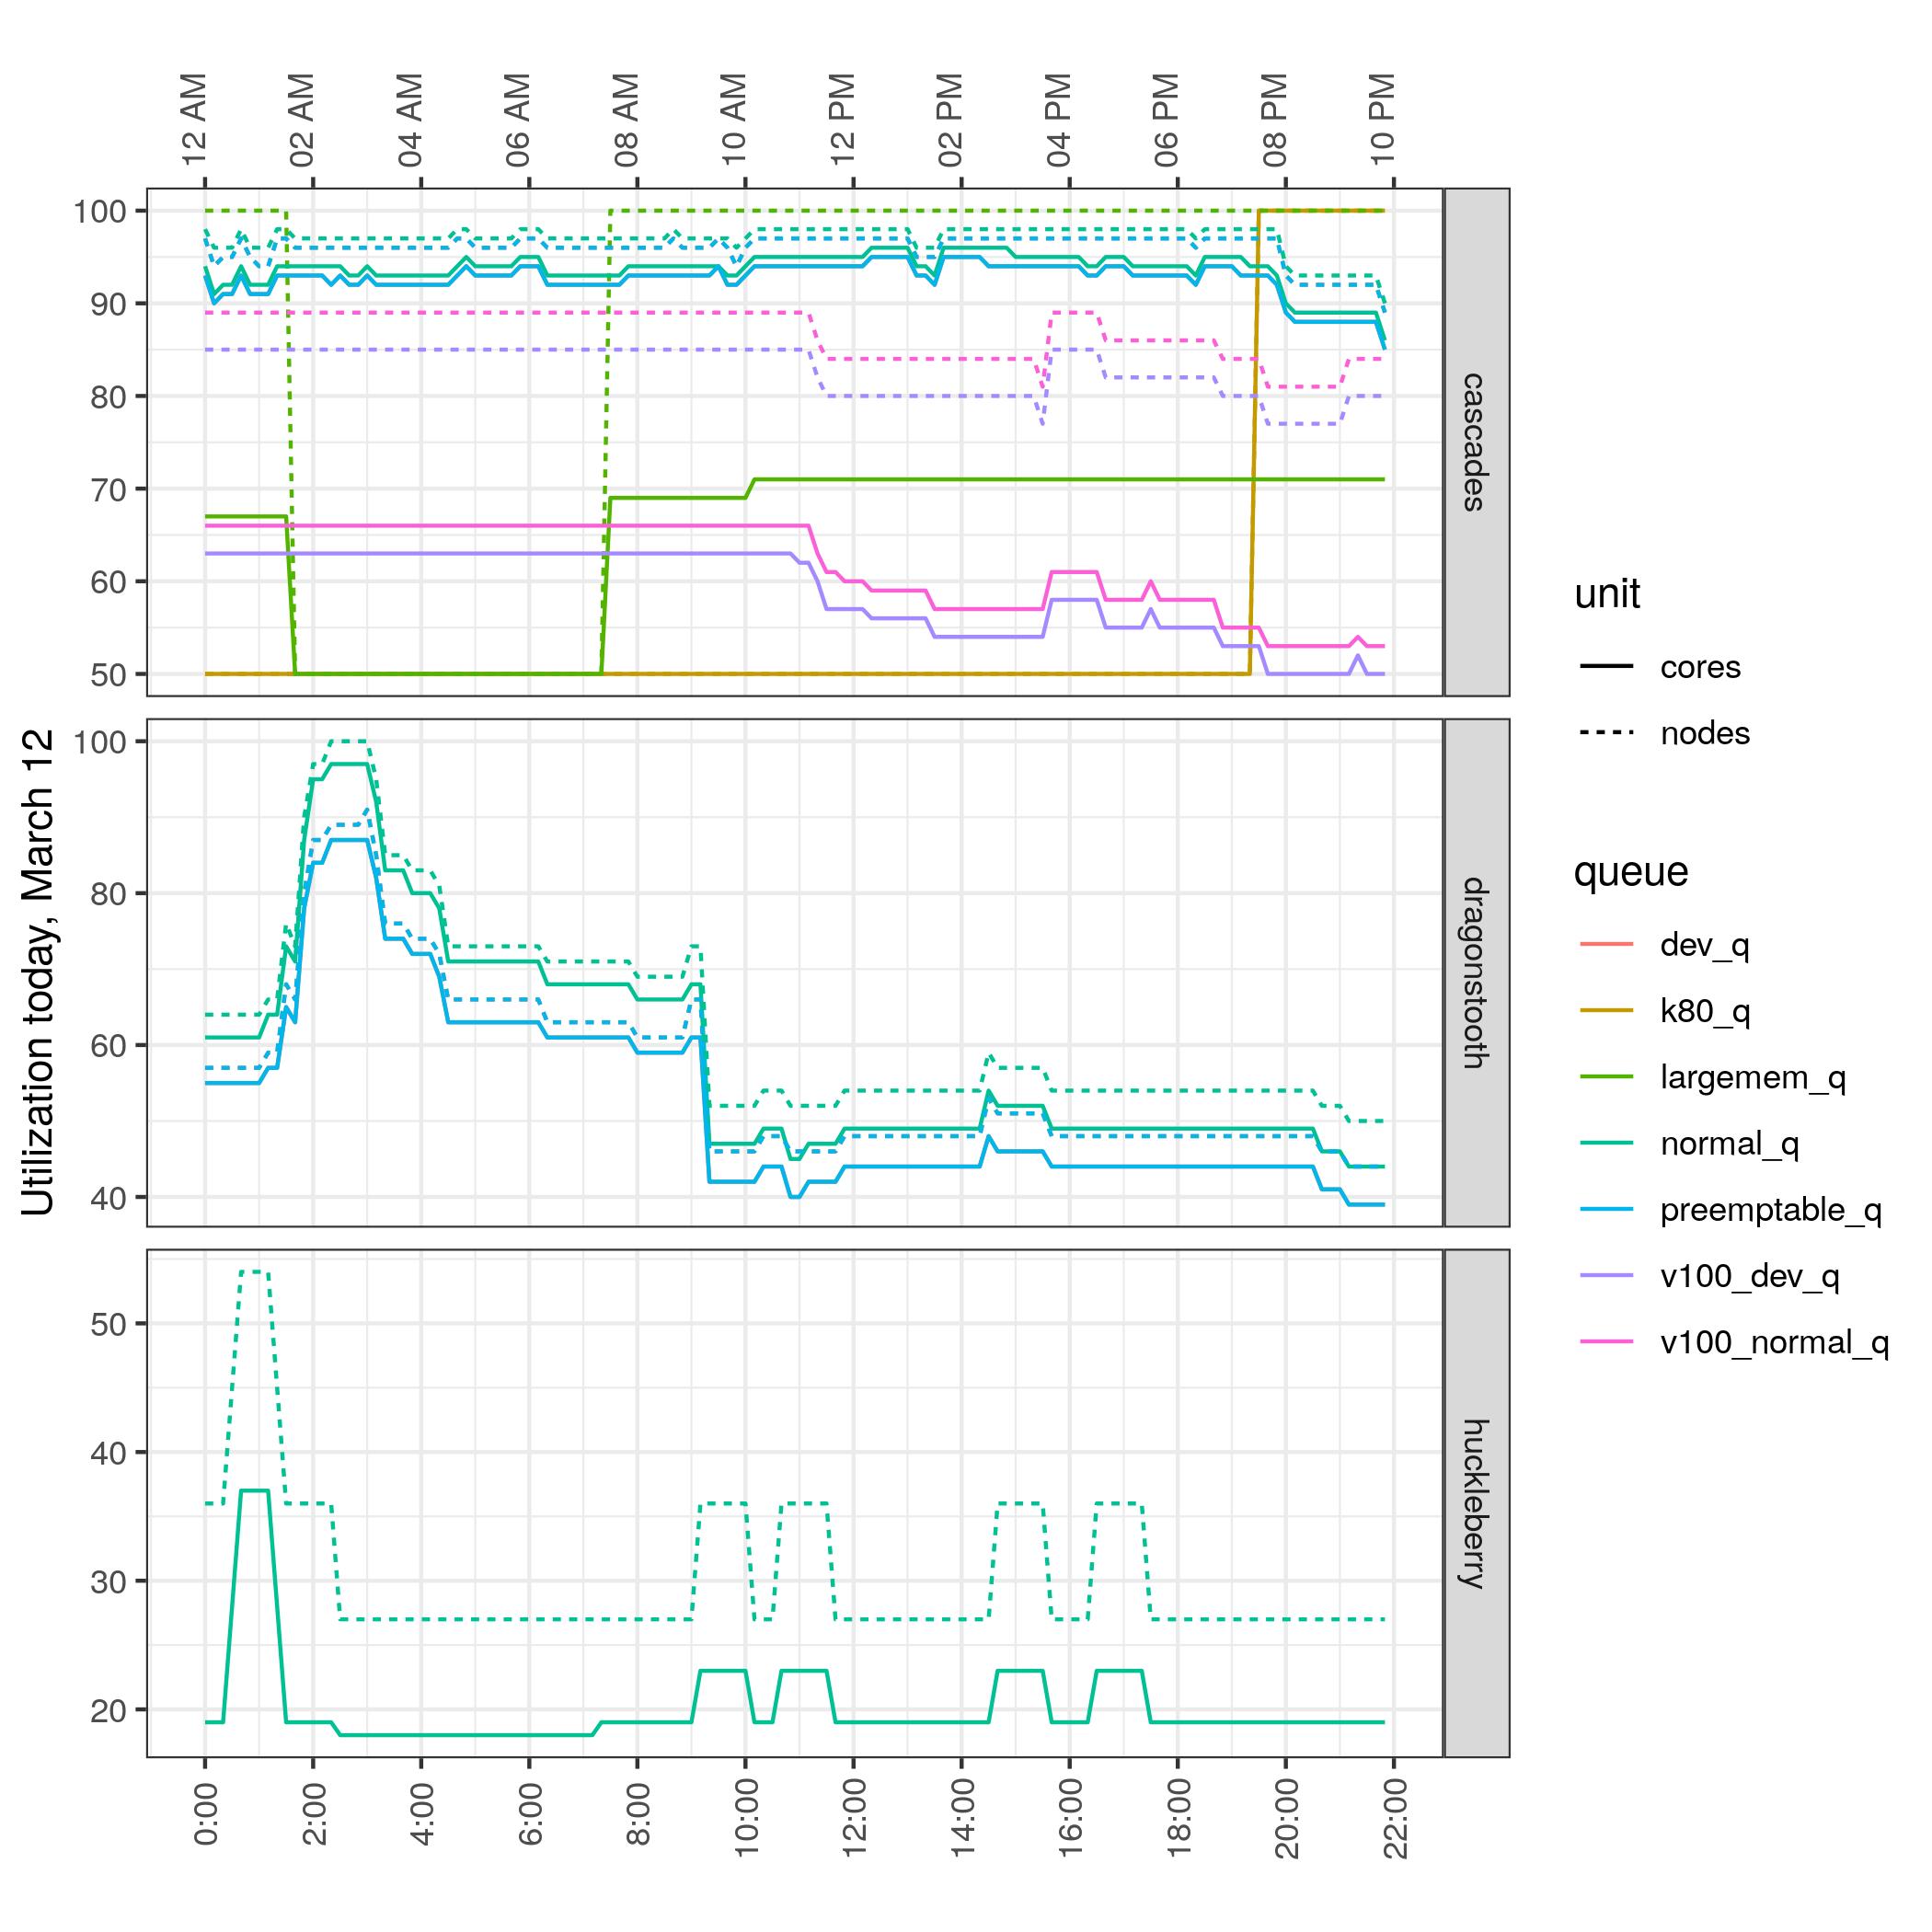 12 AM
02 AM
04 AM
06 AM
08 AM
10 AM
12 PM
02 PM
04 PM
06 PM
08 PM
10 PM
Utilization today, March 12
100
90
80
70
60
50
cascades
100
80
60
40
dragonstooth
50
40
30
20
huckleberry
0:00
2:00
4:00
6:00
8:00
10:00
12:00
14:00
16:00
18:00
20:00
22:00
unit
cores
nodes
queue
dev_q
k80_q
largemem_q
normal_q
preemptable_q
v100_dev_q
v100_normal_q